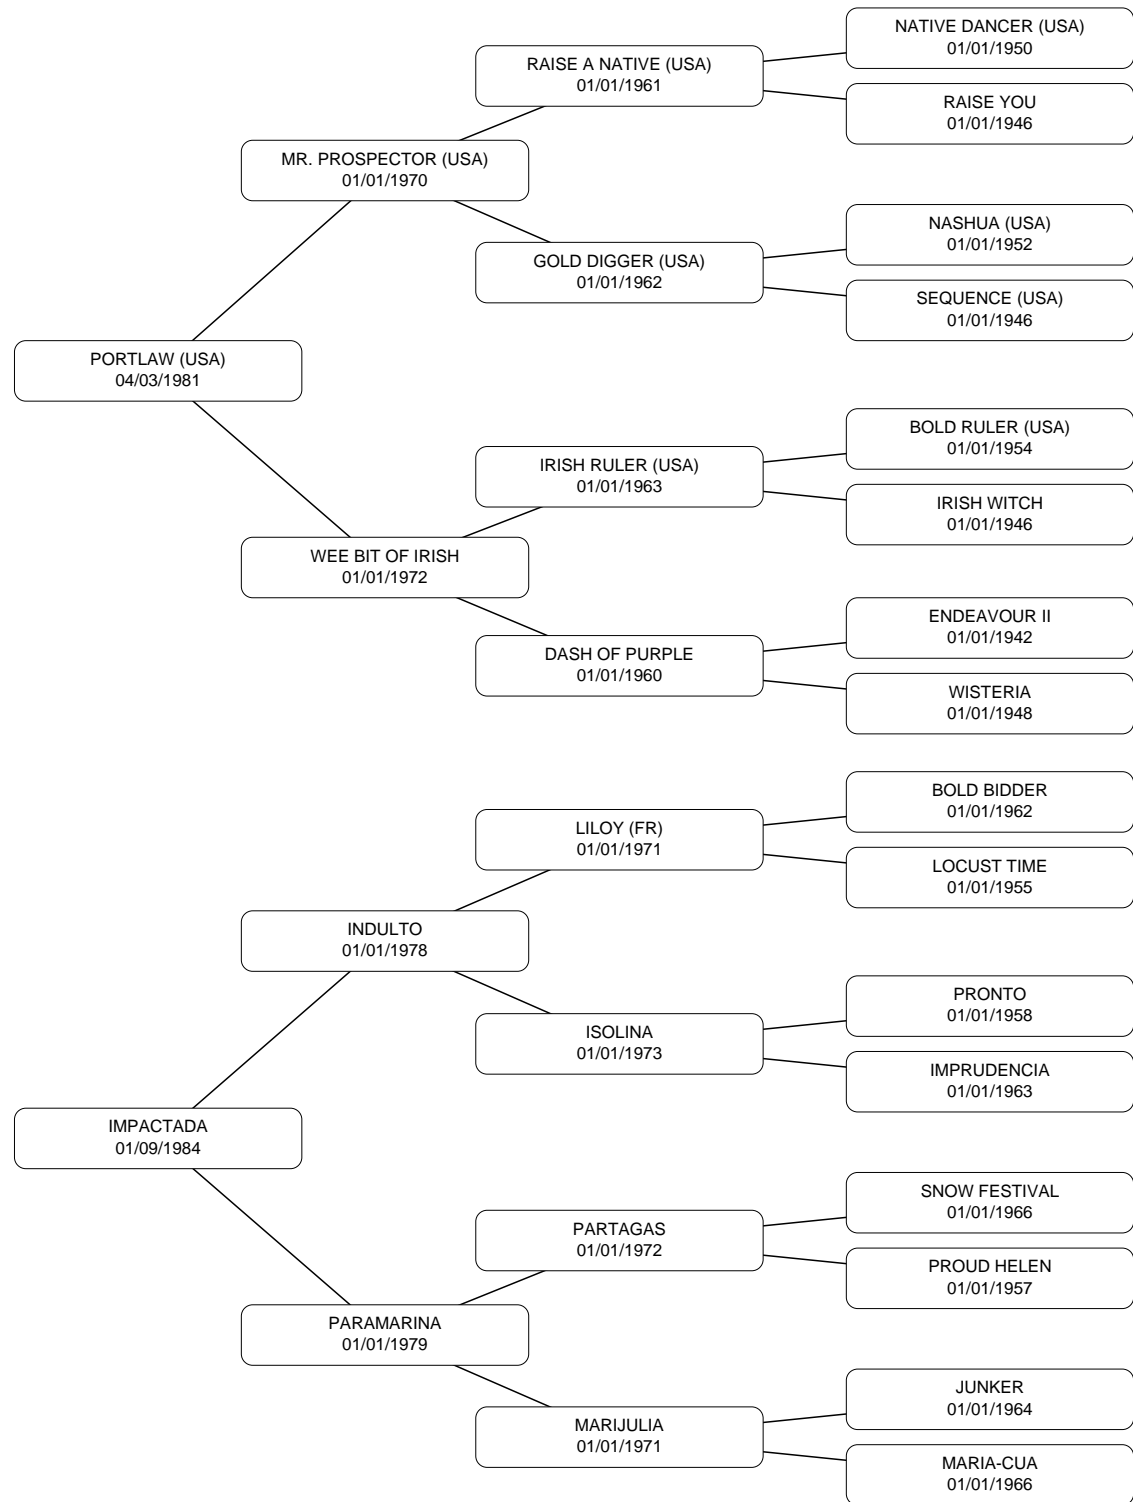 NATIVE DANCER (USA)
01/01/1950
RAISE A NATIVE (USA)
01/01/1961
RAISE YOU
01/01/1946
MR. PROSPECTOR (USA)
01/01/1970
NASHUA (USA)
01/01/1952
GOLD DIGGER (USA)
01/01/1962
SEQUENCE (USA)
01/01/1946
PORTLAW (USA)
04/03/1981
BOLD RULER (USA)
01/01/1954
IRISH RULER (USA)
01/01/1963
IRISH WITCH
01/01/1946
WEE BIT OF IRISH
01/01/1972
ENDEAVOUR II
01/01/1942
DASH OF PURPLE
01/01/1960
WISTERIA
01/01/1948
BOLD BIDDER
01/01/1962
LILOY (FR)
01/01/1971
LOCUST TIME
01/01/1955
INDULTO
01/01/1978
PRONTO
01/01/1958
ISOLINA
01/01/1973
IMPRUDENCIA
01/01/1963
IMPACTADA
01/09/1984
SNOW FESTIVAL
01/01/1966
PARTAGAS
01/01/1972
PROUD HELEN
01/01/1957
PARAMARINA
01/01/1979
JUNKER
01/01/1964
MARIJULIA
01/01/1971
MARIA-CUA
01/01/1966